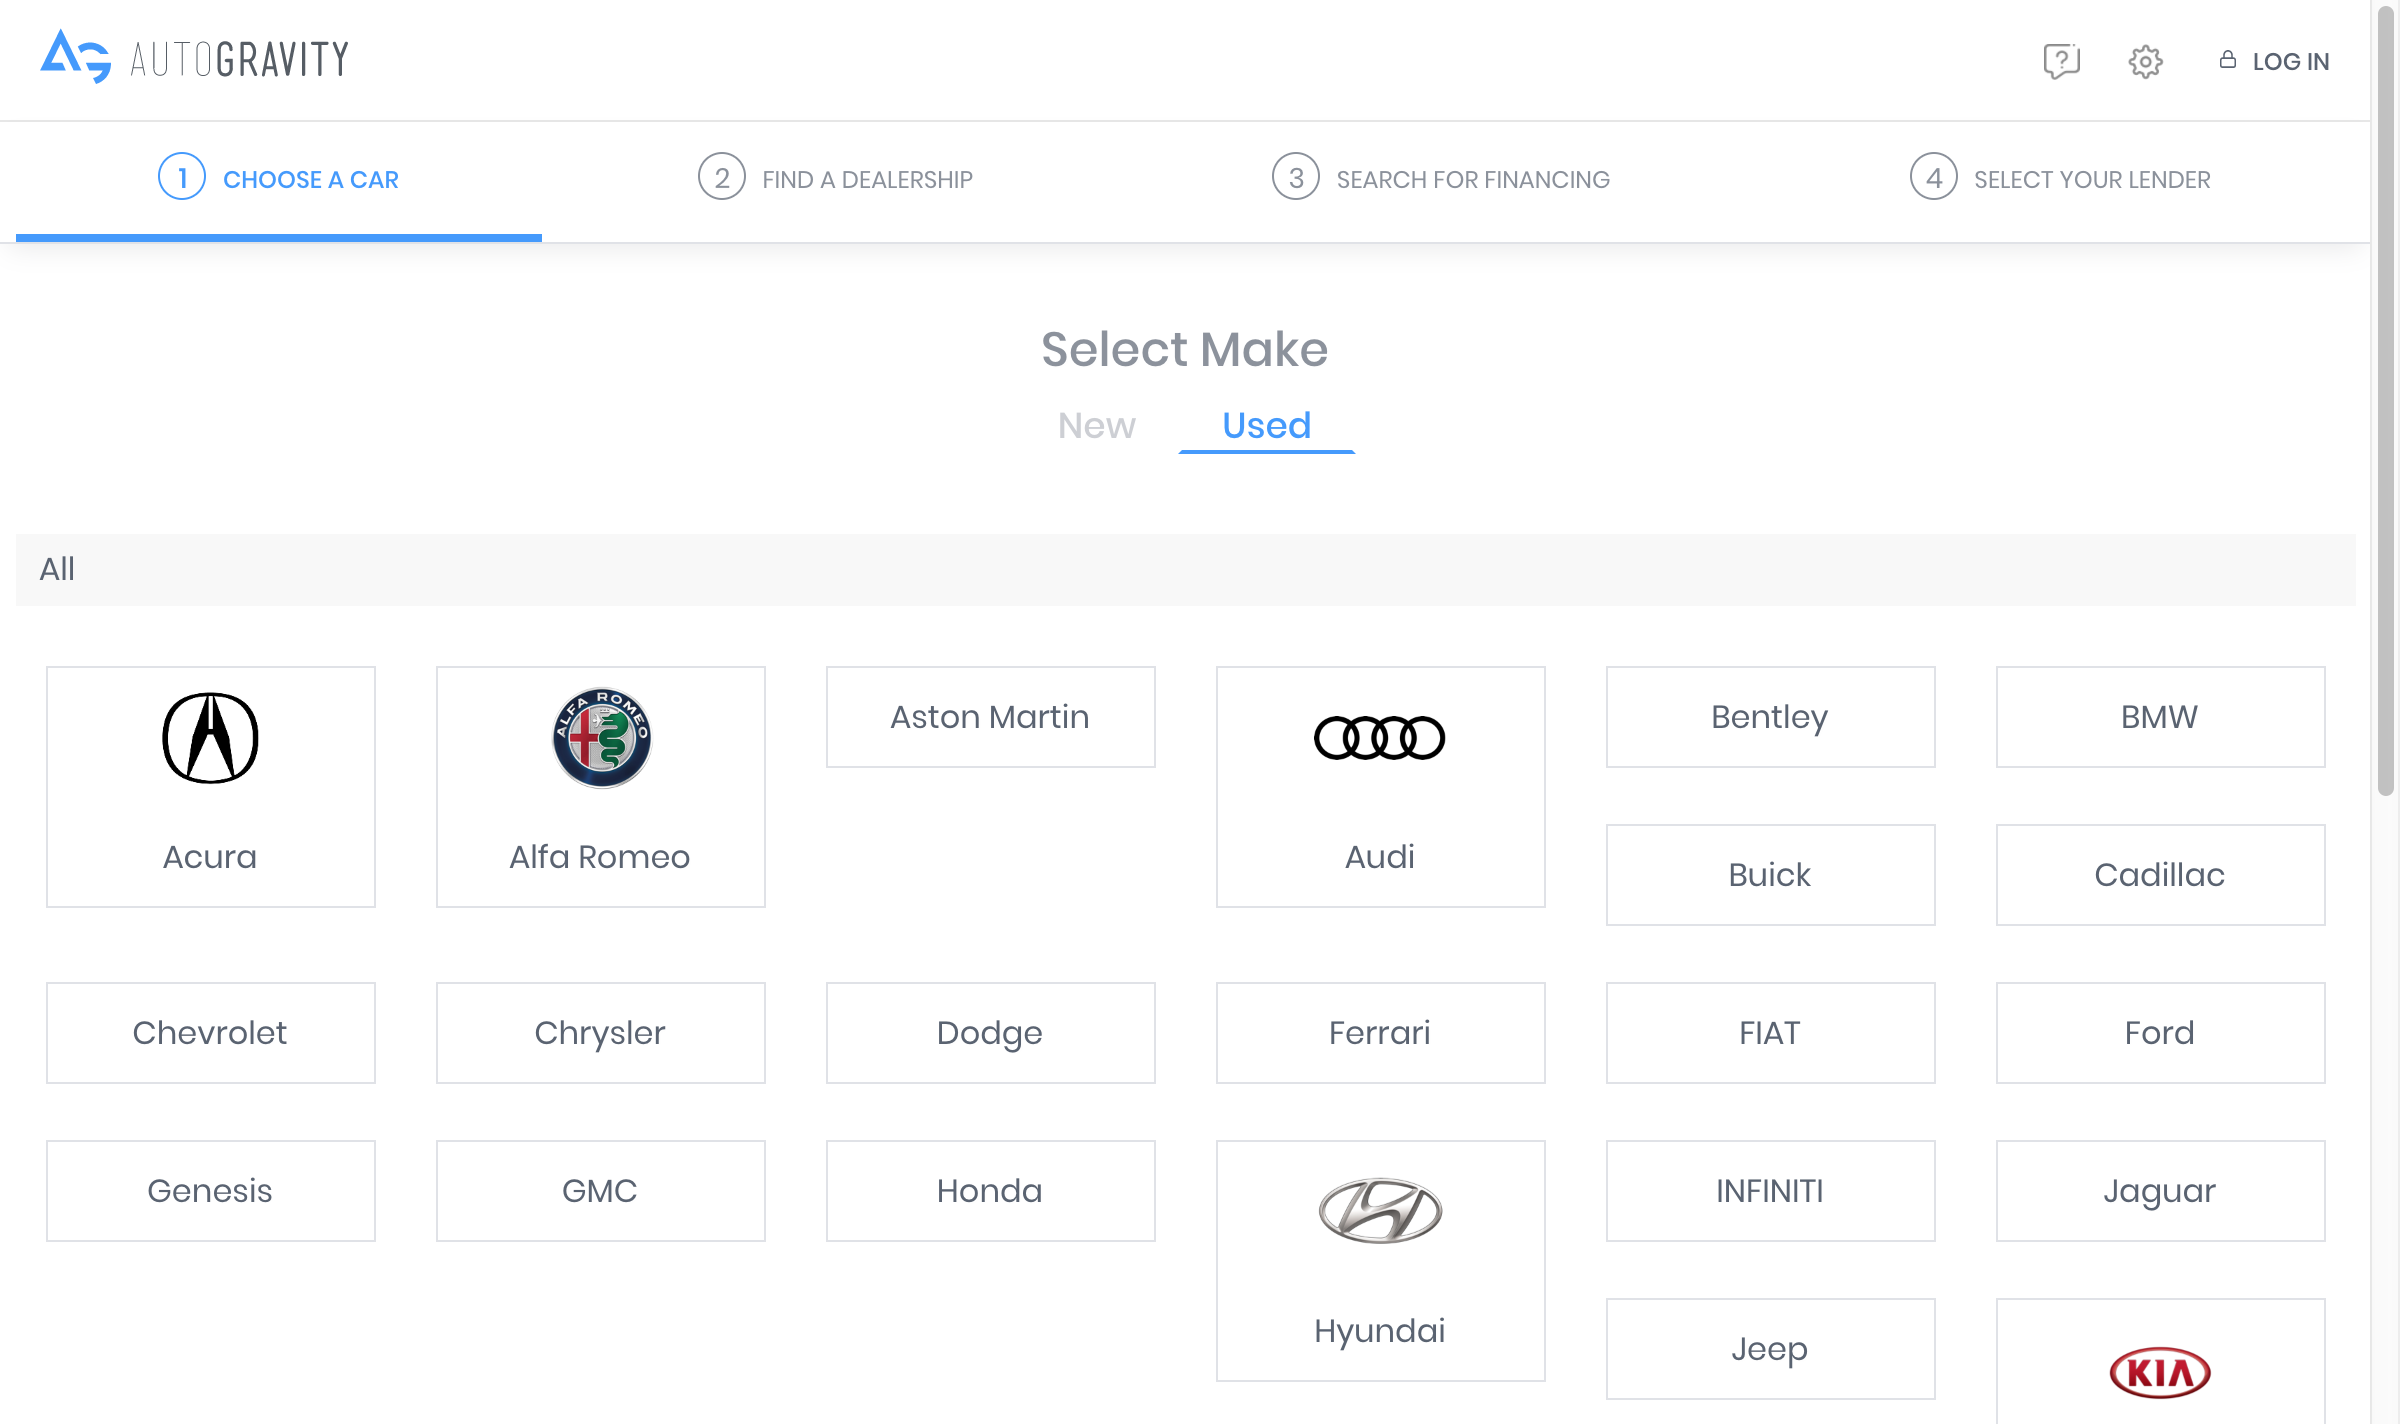 AUTOGRAVITY
LOG IN
1 CHOOSE A CAR
2 FIND A DEALERSHIP
3 SEARCH FOR FINANCING
4 SELECT YOUR LENDER
Select Make
New Used
All
ALFA ROMEO
Aston Martin
Bentley
BMW
Acura
Alfa Romeo
Audi
Buick
Cadillac
Chevrolet
Chrysler
Dodge
Ferrari
FIAT
Ford
Genesis
GMC
Honda
INFINITI
Jaguar
Hyundai
Jeep
KIA